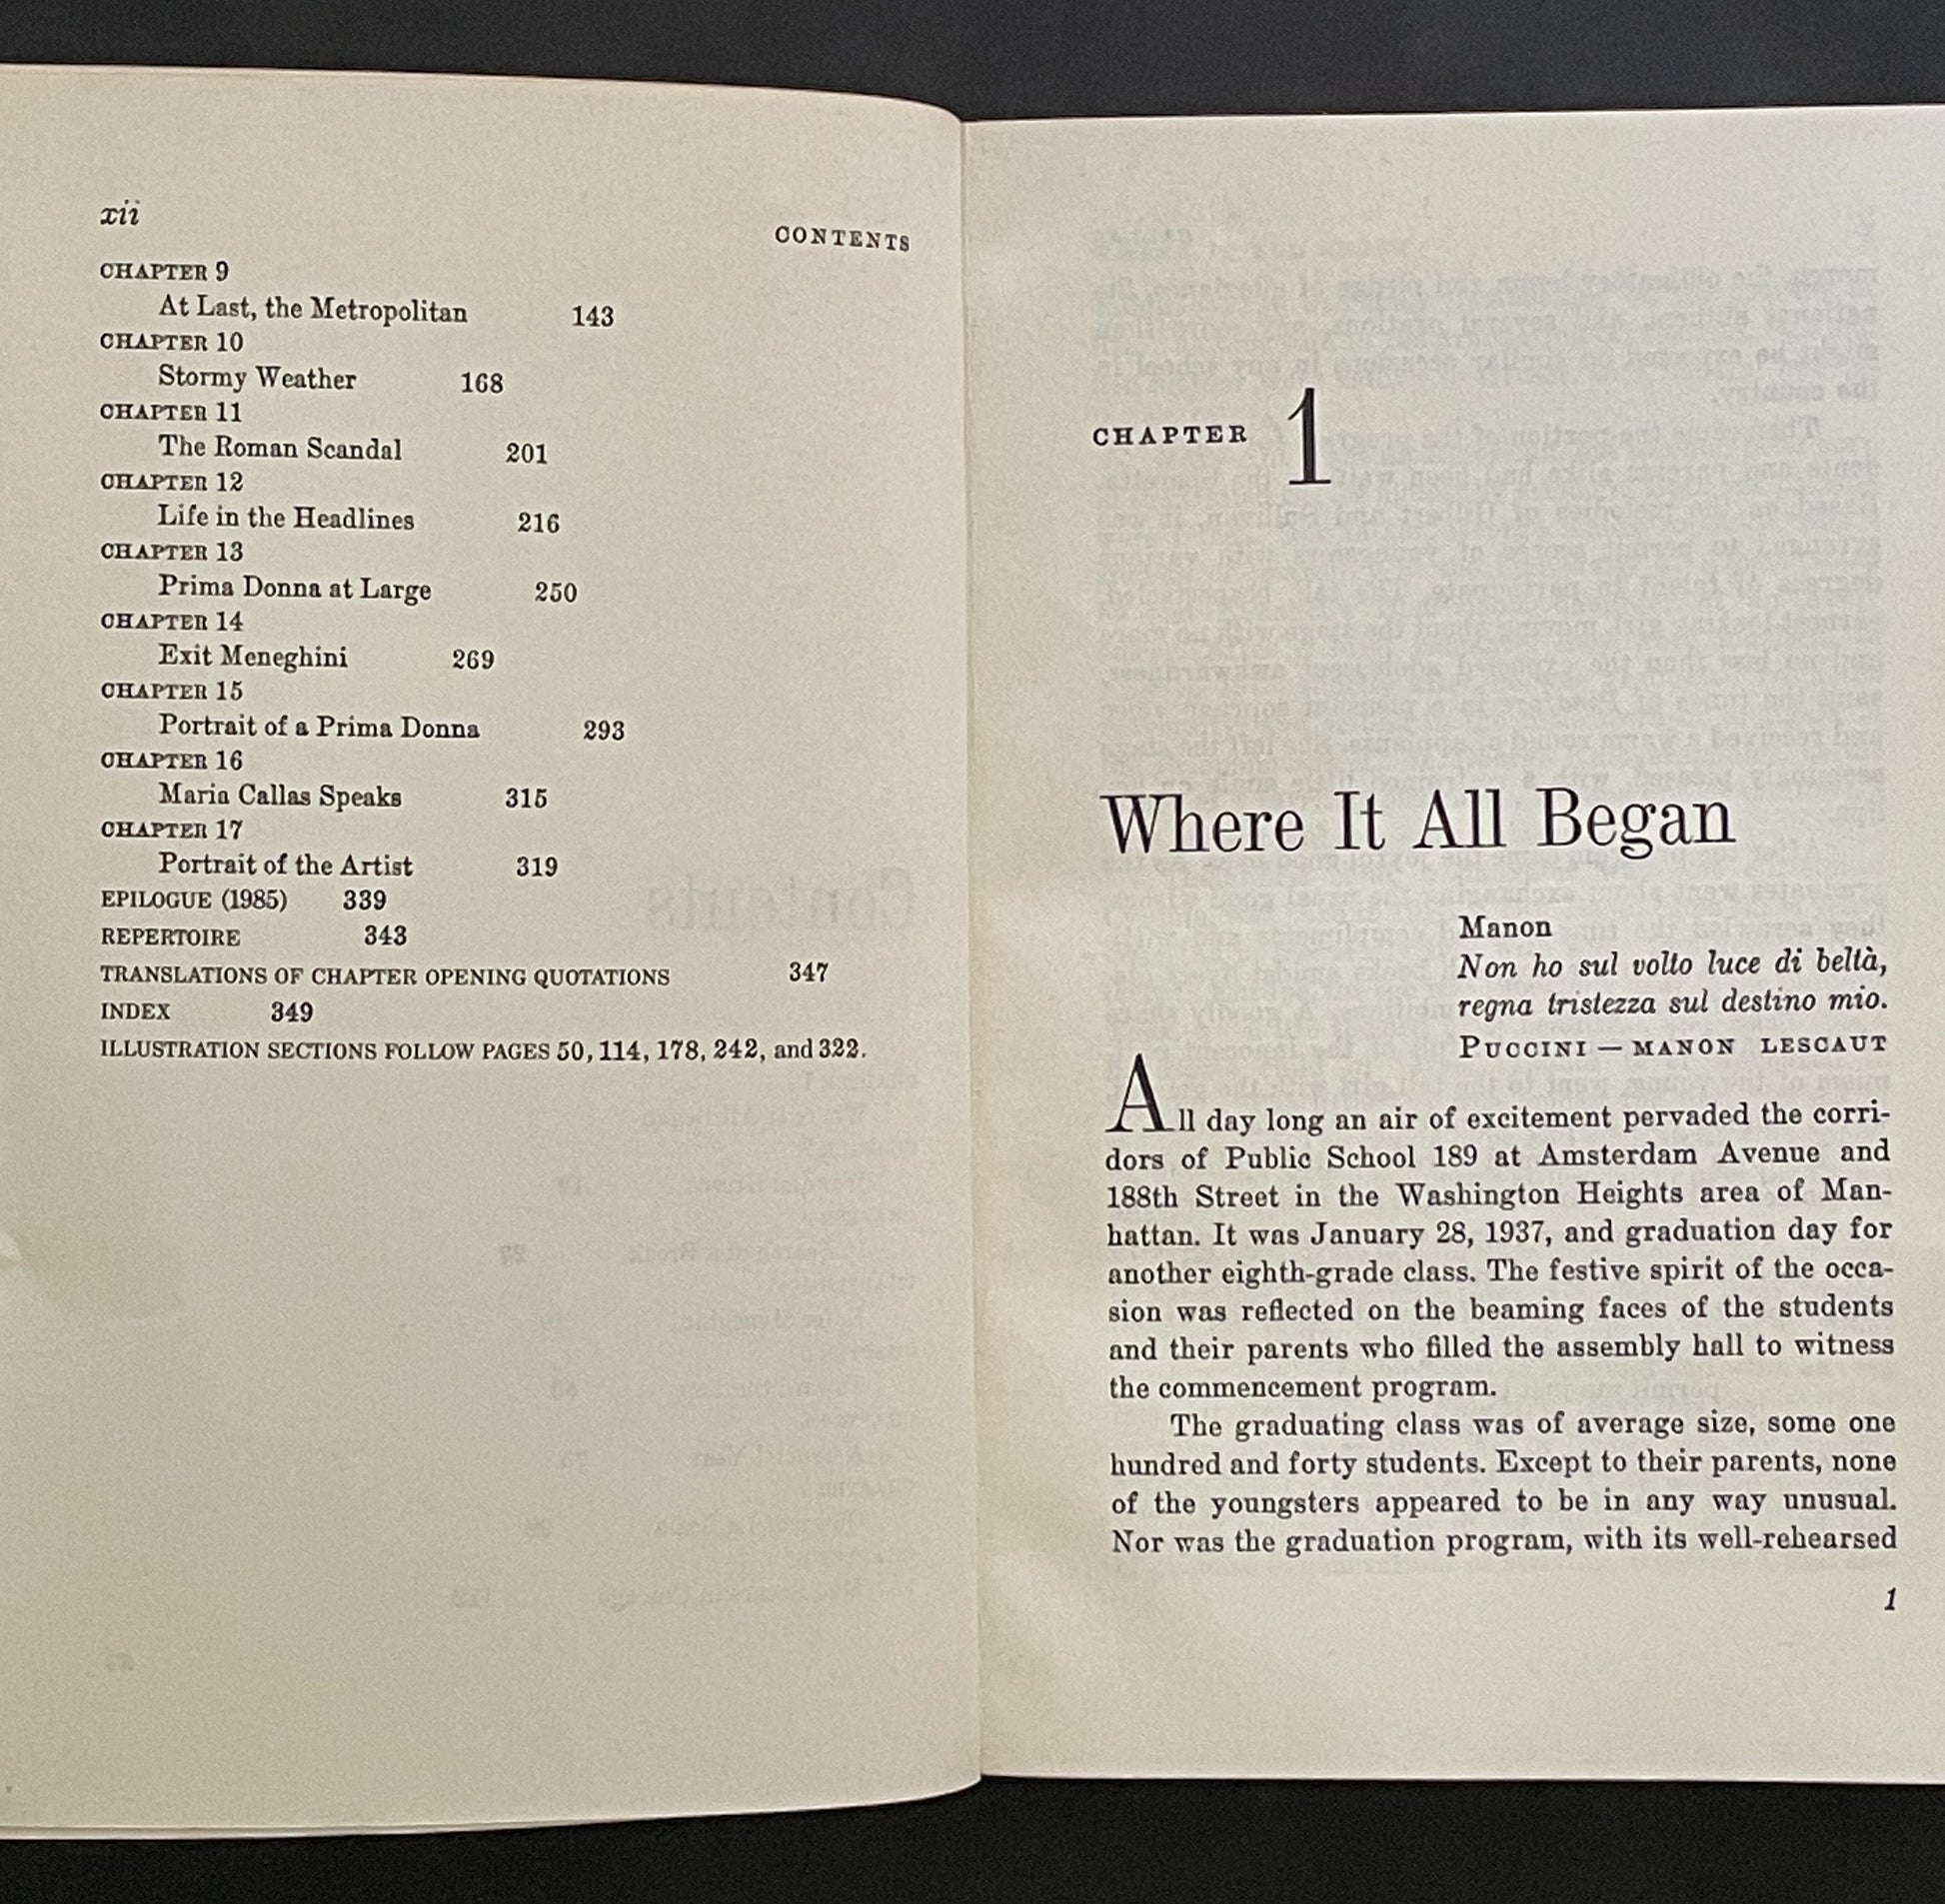 xii
CONTENTS
CHAPTER 9
At Last, the Metropolitan 143
CHAPTER 10
Stormy Weather 168
CHAPTER 11
The Roman Scandal 201
CHAPTER 12
Life in the Headlines 216
CHAPTER 13
Prima Donna at Large 250
CHAPTER 14
Exit Meneghini 269
CHAPTER 15
Portrait of a Prima Donna 293
CHAPTER 16
Maria Callas Speaks 315
CHAPTER 17
Portrait of the Artist 319
EPILOGUE (1985) 339
REPERTOIRE 343
TRANSLATIONS OF CHAPTER OPENING QUOTATIONS 347
INDEX 349
ILLUSTRATION SECTIONS FOLLOW PAGES 50, 114, 178, 242, and 322.
CHAPTER 1
Where It All Began
Manon
Non ho sul volto luce di beltà,
regna tristezza sul destino mio.
PUCCINI — MANON LESCAUT
All day long an air of excitement pervaded the corri-
dors of Public School 189 at Amsterdam Avenue and
188th Street in the Washington Heights area of Man-
hattan. It was January 28, 1937, and graduation day for
another eighth-grade class. The festive spirit of the occa-
sion was reflected on the beaming faces of the students
and their parents who filled the assembly hall to witness
the commencement program.
The graduating class was of average size, some one
hundred and forty students. Except to their parents, none
of the youngsters appeared to be in any way unusual.
Nor was the graduation program, with its well-rehearsed
1